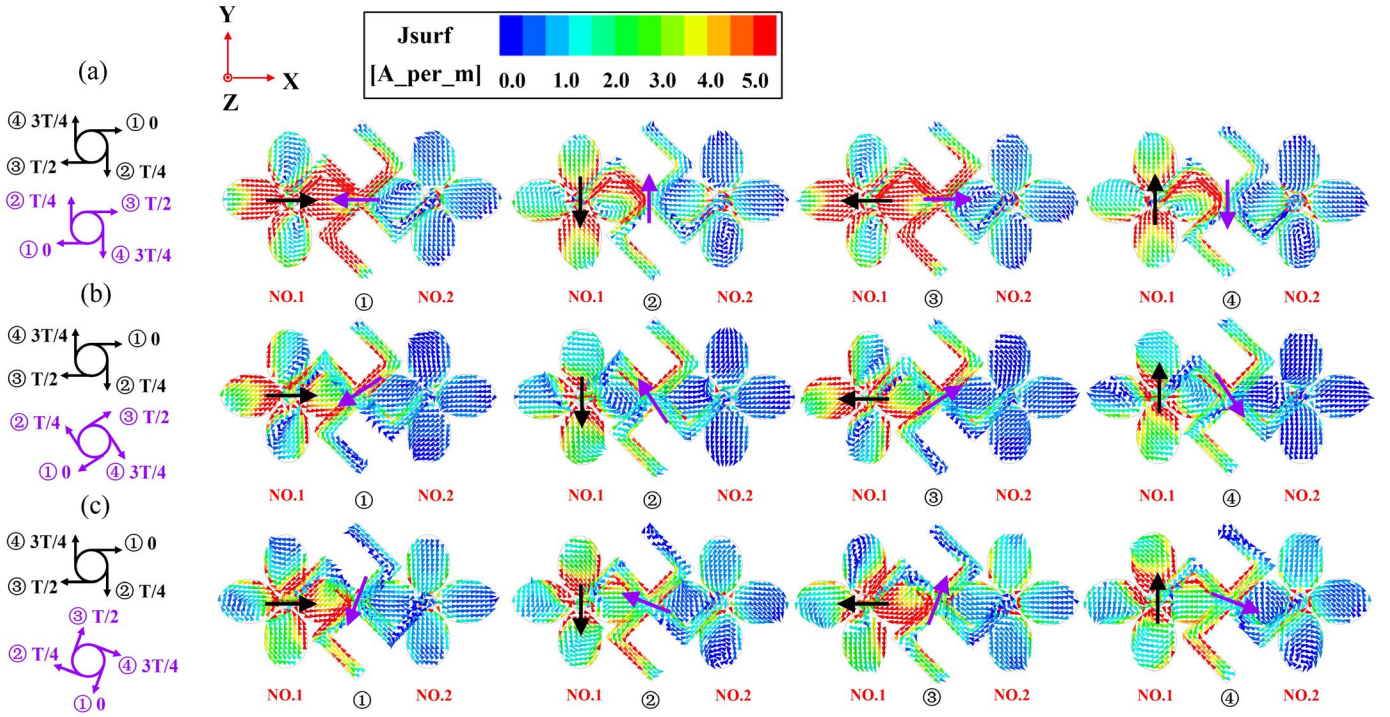 Y
X
Z
Jsurf
[A_per_m]
0.0 1.0 2.0 3.0 4.0 5.0
(a)
④ 3T/4 ① 0
③ T/2 ② T/4
② T/4 ③ T/2
① 0 ④ 3T/4
NO.1 ① NO.2 NO.1 ② NO.2 NO.1 ③ NO.2 NO.1 ④ NO.2
(b)
④ 3T/4 ① 0
③ T/2 ② T/4
③ T/2
② T/4
① 0 ④ 3T/4
NO.1 ① NO.2 NO.1 ② NO.2 NO.1 ③ NO.2 NO.1 ④ NO.2
(c)
④ 3T/4 ① 0
③ T/2 ② T/4
③ T/2
② T/4 ④ 3T/4
① 0
NO.1 ① NO.2 NO.1 ② NO.2 NO.1 ③ NO.2 NO.1 ④ NO.2